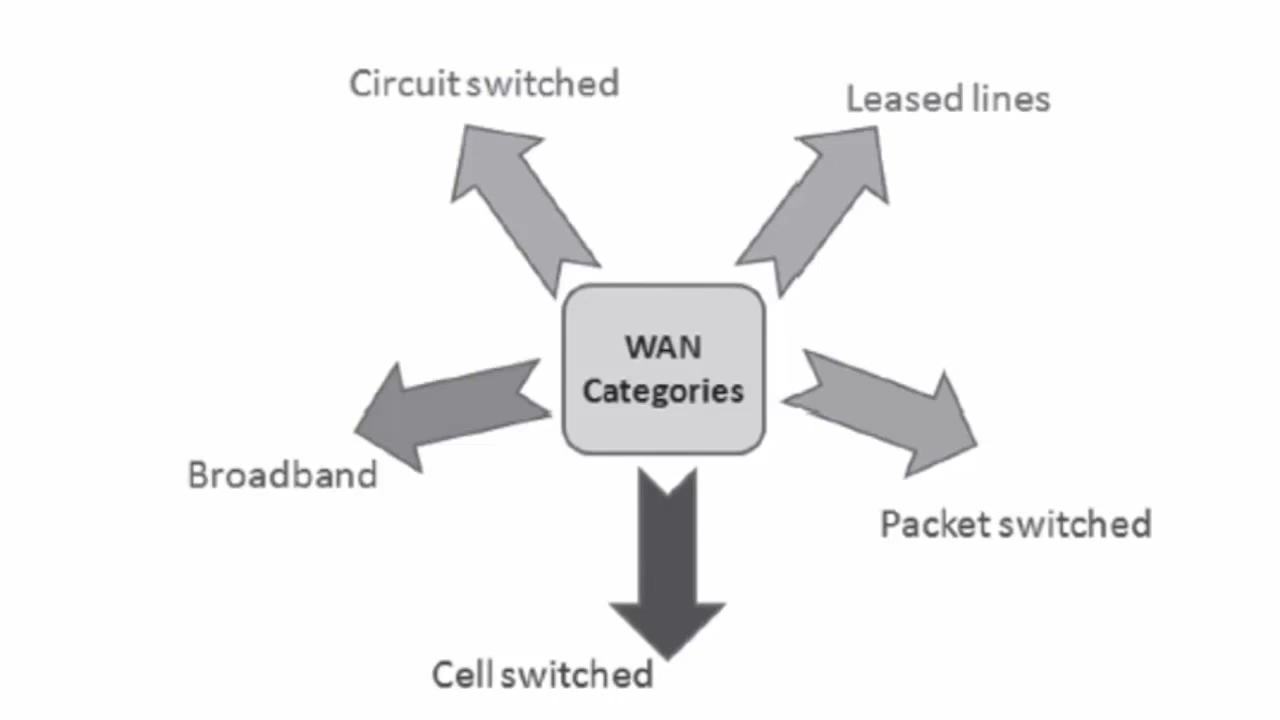 Circuit switched
Leased lines
WAN
Categories
Broadband
Packet switched
Cell switched